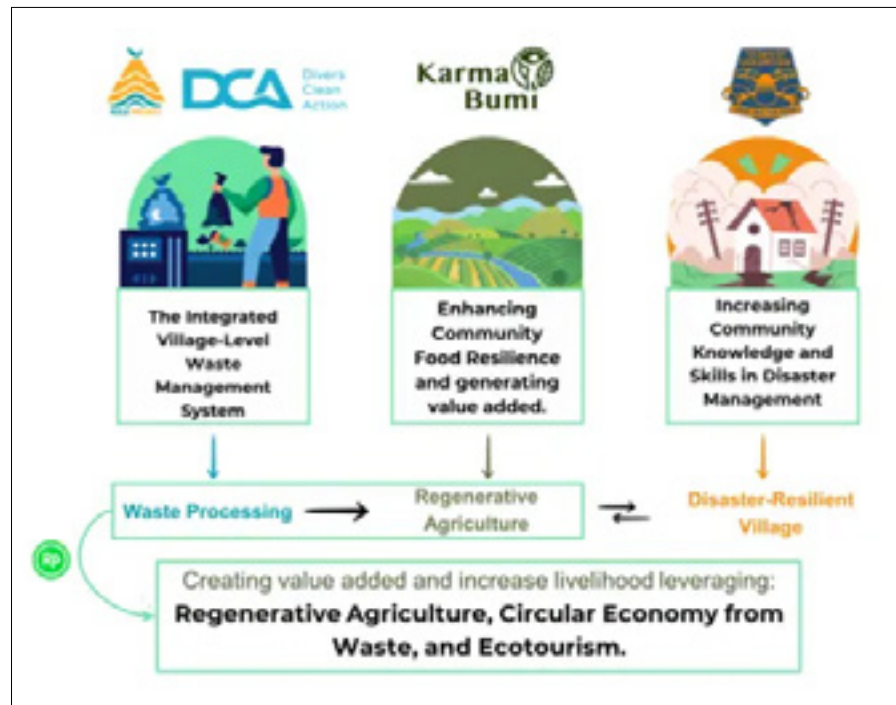 DCA
Divers
Clean
Action
Karma
Bumi
The Integrated
Village-Level
Waste
Management
System
Enhancing
Community
Food Resilience
and generating
value added.
Increasing
Community
Knowledge and
Skills in Disaster
Management
Waste Processing
Regenerative
Agriculture
Disaster-Resilient
Village
Rp
Creating value added and increase livelihood leveraging:
Regenerative Agriculture, Circular Economy from
Waste, and Ecotourism.